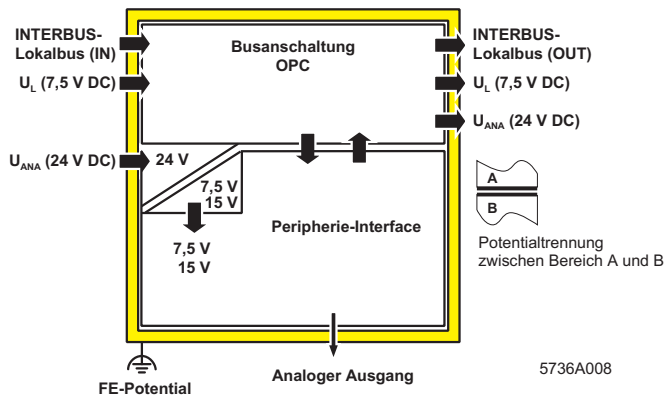 INTERBUS-
Lokalbus (IN)
U_L (7,5 V DC)
U_ANA (24 V DC)
Busanschaltung
OPC
INTERBUS-
Lokalbus (OUT)
U_L (7,5 V DC)
U_ANA (24 V DC)
24 V
7,5 V
15 V
7,5 V
15 V
Peripherie-Interface
A
B
Potentialtrennung
zwischen Bereich A und B
FE-Potential
Analoger Ausgang
5736A008